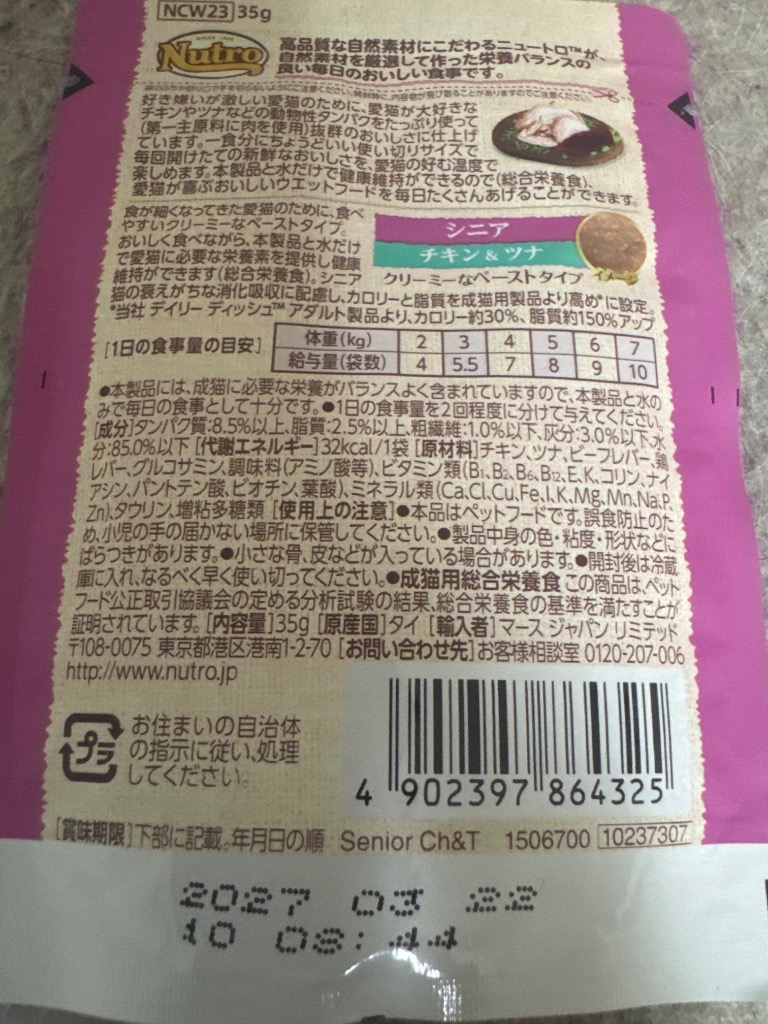 NCW23 35g
SINCE 1926
Nutro
高品質な自然素材にこだわるニュートロ™が、
自然素材を厳選して作った栄養バランスの
良い毎日のおいしい食事です。
好き嫌いが激しい愛猫のために、愛猫が大好きな
チキンやツナなどの動物性タンパクをたっぷり使って
(第一主原料に肉を使用)抜群のおいしさに仕上げ
ています。一食分にちょうどいい使い切りサイズで
毎回開けたての新鮮なおいしさを、愛猫の好む温度で
楽しめます。本製品と水だけで健康維持ができるので(総合栄養食)、
愛猫が喜ぶおいしいウエットフードを毎日たくさんあげることができます。
食が細くなってきた愛猫のために、食べ
やすいクリーミーなペーストタイプ。
おいしく食べながら、本製品と水だけ
で愛猫に必要な栄養素を提供し健康
維持ができます(総合栄養食)。シニア
猫の衰えがちな消化吸収に配慮し、カロリーと脂質を成猫用製品より高め*に設定。
*当社 デイリー ディッシュ™ アダルト製品より、カロリー約30%、脂質約150%アップ
シニア
チキン & ツナ
クリーミーなペーストタイプ イメージ
[1日の食事量の目安]
体重(kg) 2 3 4 5 6 7
給与量(袋数) 4 5.5 7 8 9 10
●本製品には、成猫に必要な栄養がバランスよく含まれていますので、本製品と水の
みで毎日の食事として十分です。●1日の食事量を2回程度に分けて与えてください。
[成分]タンパク質:8.5%以上、脂質:2.5%以上、粗繊維:1.0%以下、灰分:3.0%以下、水
分:85.0%以下 [代謝エネルギー]32kcal/1袋 [原材料]チキン、ツナ、ビーフレバー、鶏
レバー、グルコサミン、調味料(アミノ酸等)、ビタミン類(B₁、B₂、B₆、B₁₂、E、K、コリン、ナイ
アシン、パントテン酸、ビオチン、葉酸)、ミネラル類(Ca、Cl、Cu、Fe、I、K、Mg、Mn、Na、P、
Zn)、タウリン、増粘多糖類 [使用上の注意]●本品はペットフードです。誤食防止のた
め、小児の手の届かない場所に保管してください。●製品中身の色・粘度・形状などに
ばらつきがあります。●小さな骨、皮などが入っている場合があります。●開封後は冷蔵
庫に入れ、なるべく早く使い切ってください。●成猫用総合栄養食 この商品は、ペット
フード公正取引協議会の定める分析試験の結果、総合栄養食の基準を満たすことが
証明されています。[内容量]35g [原産国]タイ [輸入者]マース ジャパン リミテッド
〒108-0075 東京都港区港南1-2-70 [お問い合わせ先]お客様相談室 0120-207-006
http://www.nutro.jp
プラ
お住まいの自治体
の指示に従い、処理
してください。
4 902397 864325
[賞味期限]下部に記載。年月日の順 Senior Ch&T 1506700 10237307
2027 03 22
10 08:44